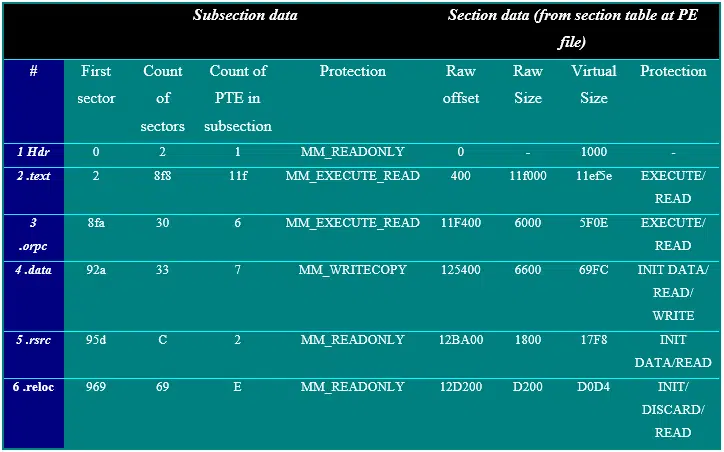 Subsection data Section data (from section table at PE
file)
# First Count Count of Protection Raw Raw Virtual Protection
sector of PTE in offset Size Size
sectors subsection
1 Hdr 0 2 1 MM_READONLY 0 - 1000 -
2 .text 2 8f8 11f MM_EXECUTE_READ 400 11f000 11ef5e EXECUTE/
READ
3 8fa 30 6 MM_EXECUTE_READ 11F400 6000 5F0E EXECUTE/
.orpc READ
4 .data 92a 33 7 MM_WRITECOPY 125400 6600 69FC INIT DATA/
READ/
WRITE
5 .rsrc 95d C 2 MM_READONLY 12BA00 1800 17F8 INIT
DATA/READ
6 .reloc 969 69 E MM_READONLY 12D200 D200 D0D4 INIT/
DISCARD/
READ